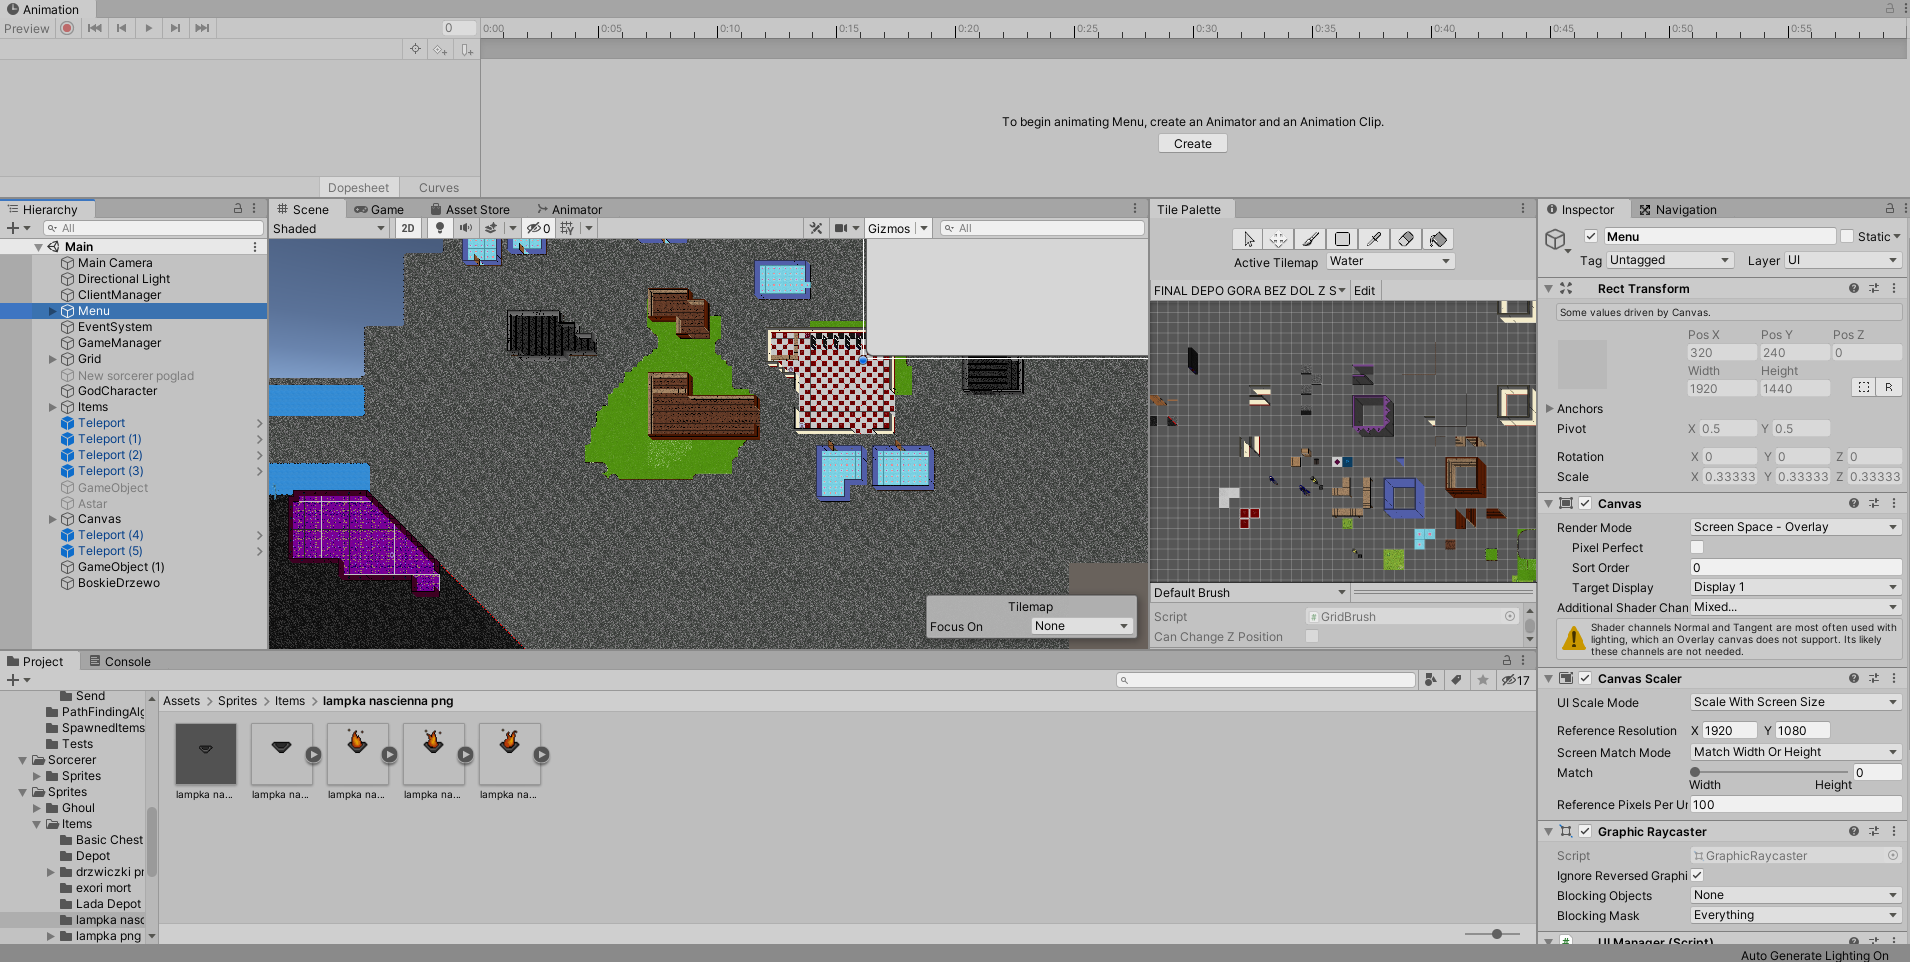 Animation
Preview
0
0:00 0:05 0:10 0:15 0:20 0:25 0:30 0:35 0:40 0:45 0:50 0:55
To begin animating Menu, create an Animator and an Animation Clip.
Create
Dopesheet Curves
Hierarchy
All
Main
Main Camera
Directional Light
ClientManager
Menu
EventSystem
GameManager
Grid
New sorcerer poglad
GodCharacter
Items
Teleport
Teleport (1)
Teleport (2)
Teleport (3)
GameObject
Astar
Canvas
Teleport (4)
Teleport (5)
GameObject (1)
BoskieDrzewo
Scene Game Asset Store Animator
Shaded 2D 0 Gizmos All
Tilemap
Focus On None
Tile Palette
Active Tilemap Water
FINAL DEPO GORA BEZ DOL Z S Edit
Default Brush
Script GridBrush
Can Change Z Position
Inspector Navigation
Menu Static
Tag Untagged Layer UI
Rect Transform
Some values driven by Canvas.
Pos X Pos Y Pos Z
320 240 0
Width Height
1920 1440
R
Anchors
Pivot X 0.5 Y 0.5
Rotation X 0 Y 0 Z 0
Scale X 0.33333 Y 0.33333 Z 0.33333
Canvas
Render Mode Screen Space - Overlay
Pixel Perfect
Sort Order 0
Target Display Display 1
Additional Shader Chan Mixed...
Shader channels Normal and Tangent are most often used with
lighting, which an Overlay canvas does not support. Its likely
these channels are not needed.
Canvas Scaler
UI Scale Mode Scale With Screen Size
Reference Resolution X 1920 Y 1080
Screen Match Mode Match Width Or Height
Match 0
Width Height
Reference Pixels Per Ur 100
Graphic Raycaster
Script GraphicRaycaster
Ignore Reversed Graphi
Blocking Objects None
Blocking Mask Everything
UI Manager (Script)
Auto Generate Lighting On
Project Console
17
Send
PathFindingAlg
SpawnedItems
Tests
Sorcerer
Sprites
Sprites
Ghoul
Items
Basic Chest
Depot
drzwiczki pr
exori mort
Lada Depot
lampka nasc
lampka png
Assets > Sprites > Items > lampka nascienna png
lampka na... lampka na... lampka na... lampka na... lampka na...